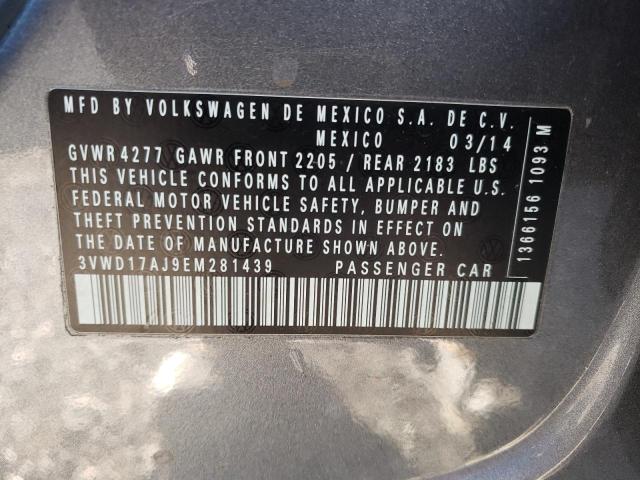 MFD BY VOLKSWAGEN DE MEXICO S.A. DE C.V.
MEXICO 03/14
GVWR 4277 GAWR FRONT 2205 / REAR 2183 LBS
THIS VEHICLE CONFORMS TO ALL APPLICABLE U.S.
FEDERAL MOTOR VEHICLE SAFETY, BUMPER AND
THEFT PREVENTION STANDARDS IN EFFECT ON
THE DATE OF MANUFACTURE SHOWN ABOVE.
3VWD17AJ9EM281439 PASSENGER CAR
1366156 1093 M